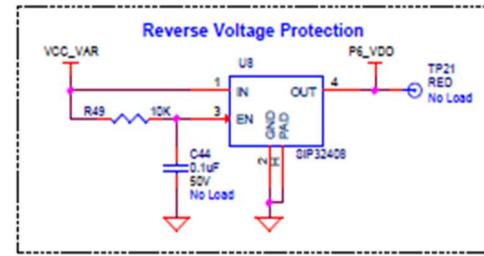 Reverse Voltage Protection
VCC_VAR
P6_VDD
U8
TP21
RED
No Load
1
IN
OUT
4
R49
10K
3
EN
GND
PAD
2
H
SIP32408
C44
0.1uF
50V
No Load